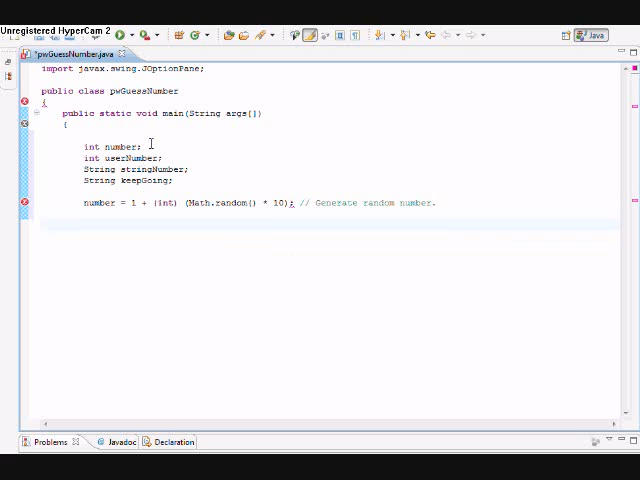 Unregistered HyperCam 2
Java
*pwGuessNumber.java
import javax.swing.JOptionPane;
public class pwGuessNumber
{
public static void main(String args[])
{
int number;
int userNumber;
String stringNumber;
String keepGoing;
number = 1 + (int) (Math.random() * 10); // Generate random number.
Problems
Javadoc
Declaration